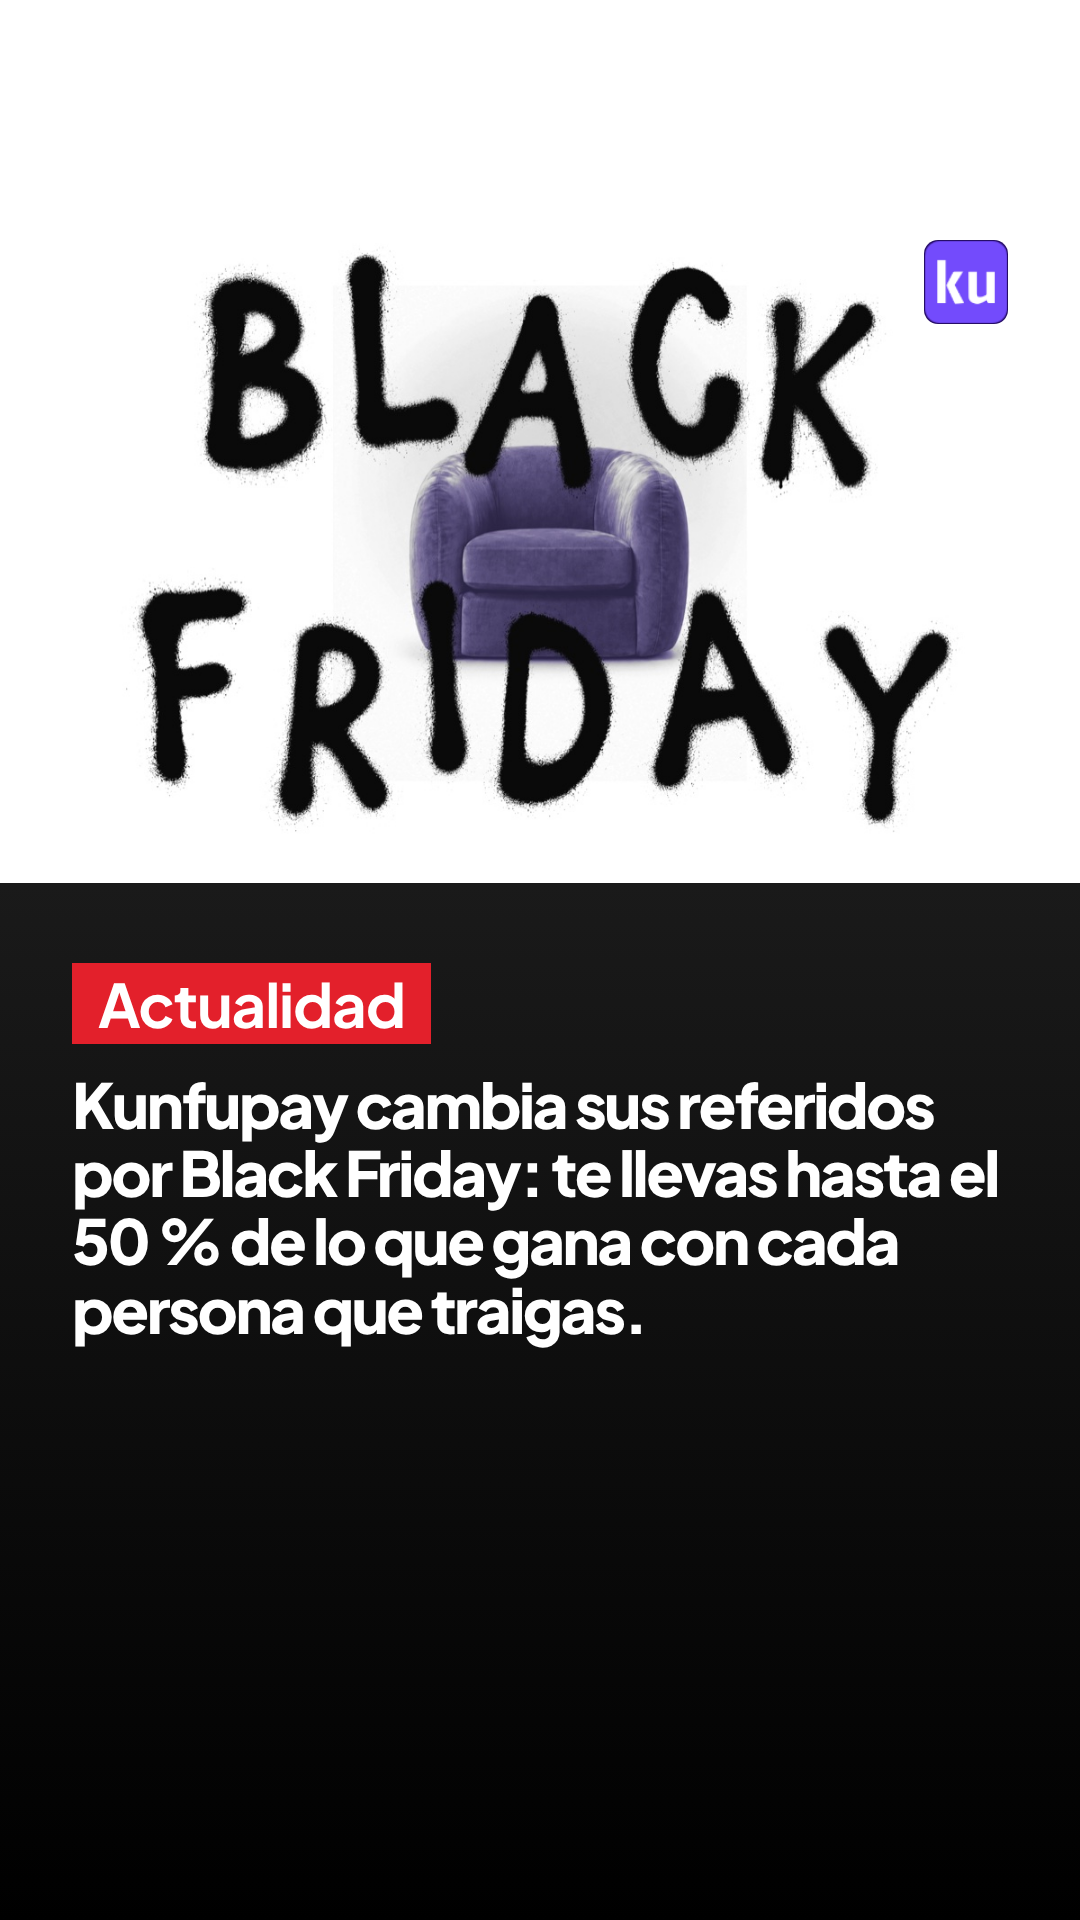 BLACK
ku
FRIDAY
Actualidad
Kunfupay cambia sus referidos
por Black Friday: te llevas hasta el
50 % de lo que gana con cada
persona que traigas.